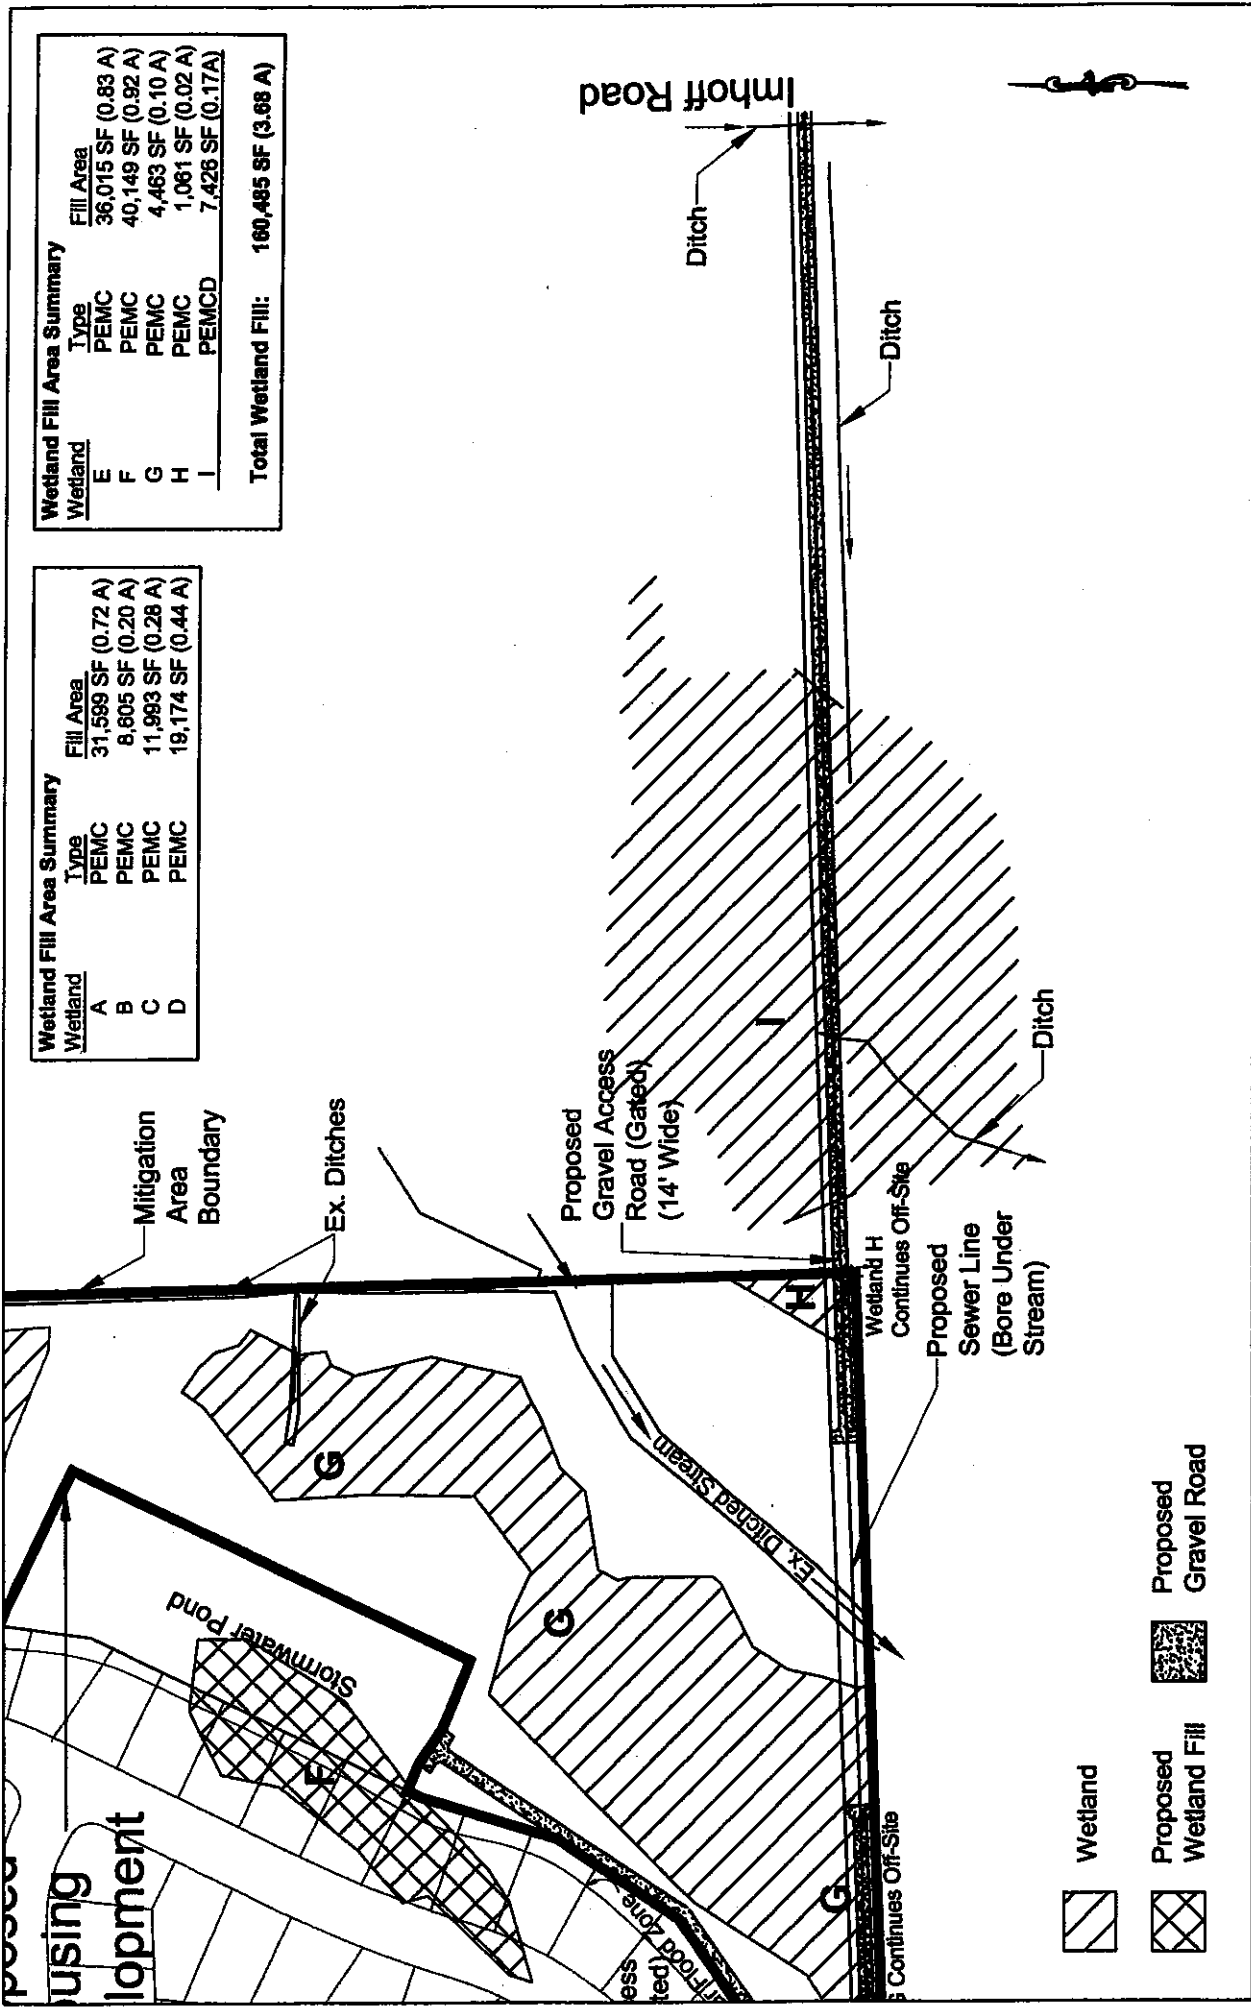 Wetland Fill Area Summary
Wetland Type Fill Area
A PEMC 31,599 SF (0.72 A)
B PEMC 8,605 SF (0.20 A)
C PEMC 11,993 SF (0.28 A)
D PEMC 19,174 SF (0.44 A)
Wetland Fill Area Summary
Wetland Type Fill Area
E PEMC 36,015 SF (0.83 A)
F PEMC 40,149 SF (0.92 A)
G PEMC 4,463 SF (0.10 A)
H PEMC 1,061 SF (0.02 A)
I PEMCD 7,426 SF (0.17A)
Total Wetland Fill: 160,485 SF (3.68 A)
using
lopment
Mitigation
Area
Boundary
Ex. Ditches
Stormwater Pond
F
G
G
G
Ex. Ditched Stream
Proposed
Gravel Access
Road (Gated)
(14' Wide)
H
I
Ditch
Imhoff Road
Ditch
Ditch
Wetland H
Continues Off-Site
Proposed
Sewer Line
(Bore Under
Stream)
ess
ted)
Flood Zone
Continues Off-Site
Wetland
Proposed
Wetland Fill
Proposed
Gravel Road